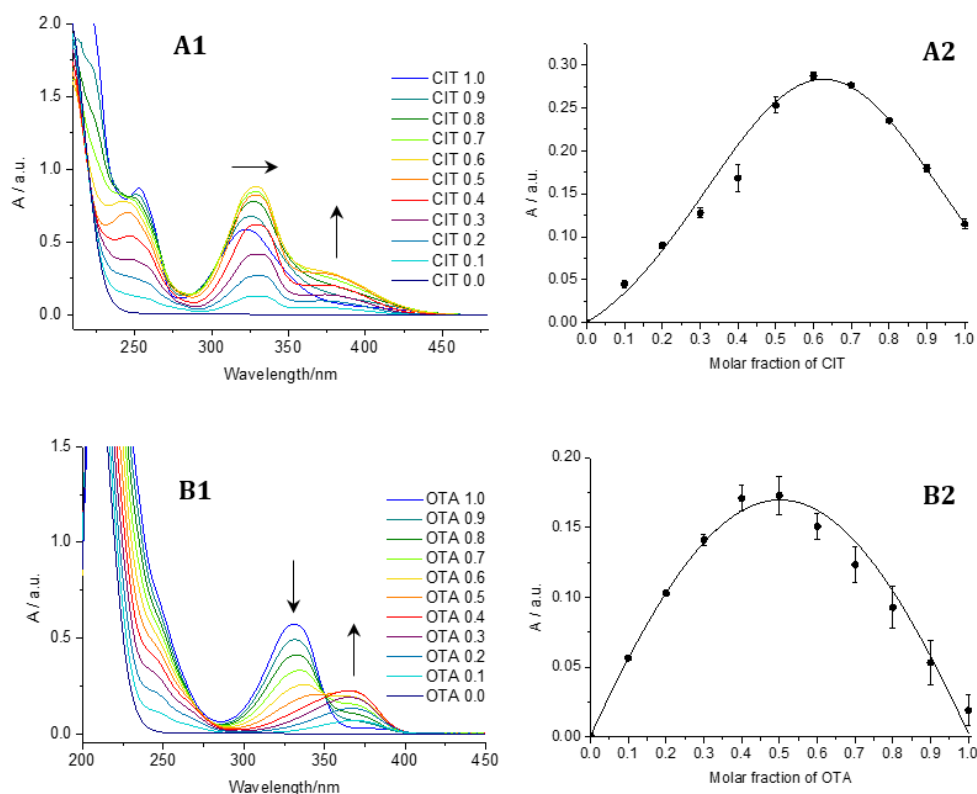 A1
A / a.u.
2.0
1.5
1.0
0.5
0.0
250
300
350
400
450
Wavelength/nm
CIT 1.0
CIT 0.9
CIT 0.8
CIT 0.7
CIT 0.6
CIT 0.5
CIT 0.4
CIT 0.3
CIT 0.2
CIT 0.1
CIT 0.0
A2
A / a.u.
0.30
0.25
0.20
0.15
0.10
0.05
0.00
0.1 0.2 0.3 0.4 0.5 0.6 0.7 0.8 0.9 1.0
Molar fraction of CIT
B1
A / a.u.
1.5
1.0
0.5
0.0
200 250 300 350 400 450
Wavelength/nm
OTA 1.0
OTA 0.9
OTA 0.8
OTA 0.7
OTA 0.6
OTA 0.5
OTA 0.4
OTA 0.3
OTA 0.2
OTA 0.1
OTA 0.0
B2
A / a.u.
0.20
0.15
0.10
0.05
0.00
0.0 0.1 0.2 0.3 0.4 0.5 0.6 0.7 0.8 0.9 1.0
Molar fraction of OTA